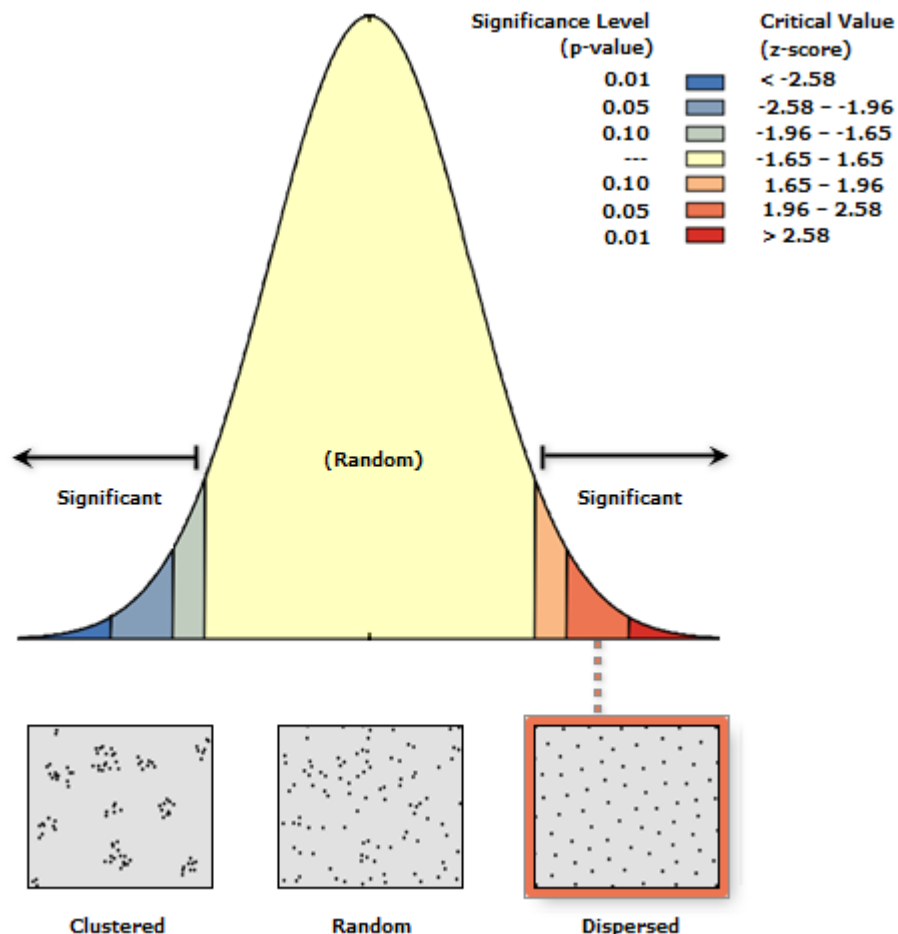 Significance Level (p-value) Critical Value (z-score)
0.01 < -2.58
0.05 -2.58 – -1.96
0.10 -1.96 – -1.65
--- -1.65 – 1.65
0.10 1.65 – 1.96
0.05 1.96 – 2.58
0.01 > 2.58
(Random)
Significant Significant
Clustered Random Dispersed